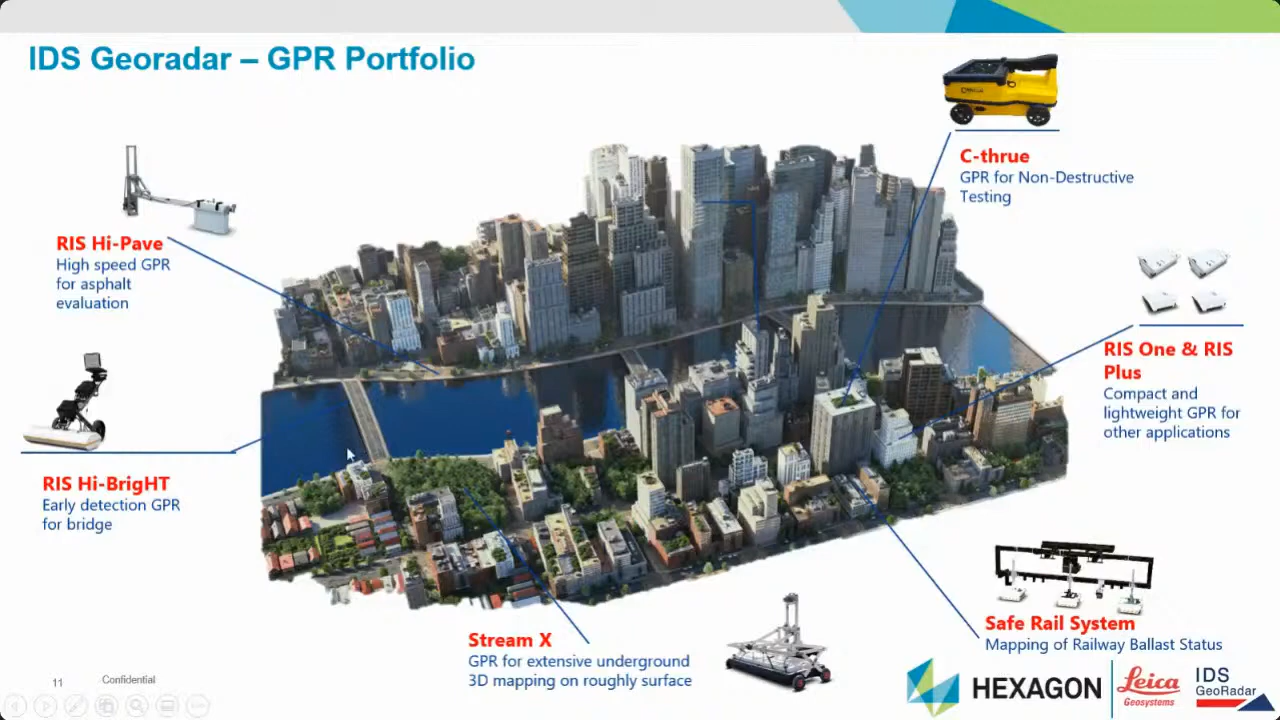 IDS Georadar – GPR Portfolio
C-thrue
GPR for Non-Destructive
Testing
RIS Hi-Pave
High speed GPR
for asphalt
evaluation
RIS One & RIS
Plus
Compact and
lightweight GPR for
other applications
RIS Hi-BrigHT
Early detection GPR
for bridge
Safe Rail System
Mapping of Railway Ballast Status
Stream X
GPR for extensive underground
3D mapping on roughly surface
11
Confidential
HEXAGON
Leica
Geosystems
IDS
GeoRadar